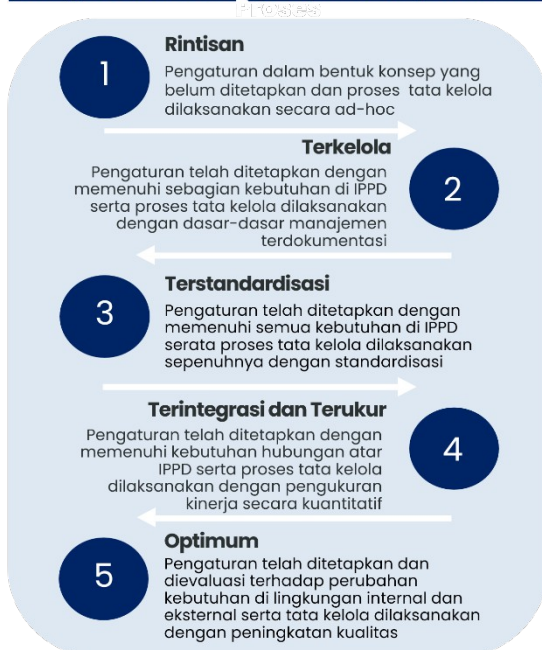 Proses
1
Rintisan
Pengaturan dalam bentuk konsep yang
belum ditetapkan dan proses tata kelola
dilaksanakan secara ad-hoc
Terkelola
2
Pengaturan telah ditetapkan dengan
memenuhi sebagian kebutuhan di IPPD
serta proses tata kelola dilaksanakan
dengan dasar-dasar manajemen
terdokumentasi
3
Terstandardisasi
Pengaturan telah ditetapkan dengan
memenuhi semua kebutuhan di IPPD
serata proses tata kelola dilaksanakan
sepenuhnya dengan standardisasi
Terintegrasi dan Terukur
4
Pengaturan telah ditetapkan dengan
memenuhi kebutuhan hubungan atar
IPPD serta proses tata kelola
dilaksanakan dengan pengukuran
kinerja secara kuantitatif
5
Optimum
Pengaturan telah ditetapkan dan
dievaluasi terhadap perubahan
kebutuhan di lingkungan internal dan
eksternal serta tata kelola dilaksanakan
dengan peningkatan kualitas